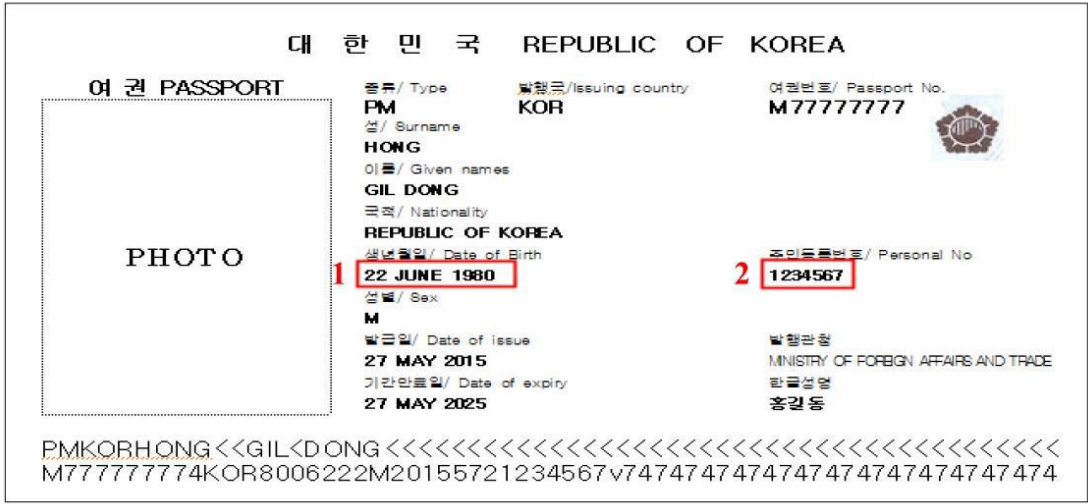 대 한 민 국 REPUBLIC OF KOREA
여 권 PASSPORT
종류/ Type 발행국/Issuing country 여권번호/ Passport No.
PM KOR M77777777
성/ Surname
HONG
이름/ Given names
GIL DONG
국적/ Nationality
REPUBLIC OF KOREA
PHOTO
생년월일/ Date of Birth 주민등록번호/ Personal No
1 22 JUNE 1980 2 1234567
성별/ Sex
M
발급일/ Date of issue 발행관청
27 MAY 2015 MINISTRY OF FOREIGN AFFAIRS AND TRADE
기간만료일/ Date of expiry 한글성명
27 MAY 2025 홍길동
PMKORHONG<<GIL<DONG<<<<<<<<<<<<<<<<<<<<<<<<<<<<<<
M777777774KOR8006222M20155721234567v74747474747474747474747474